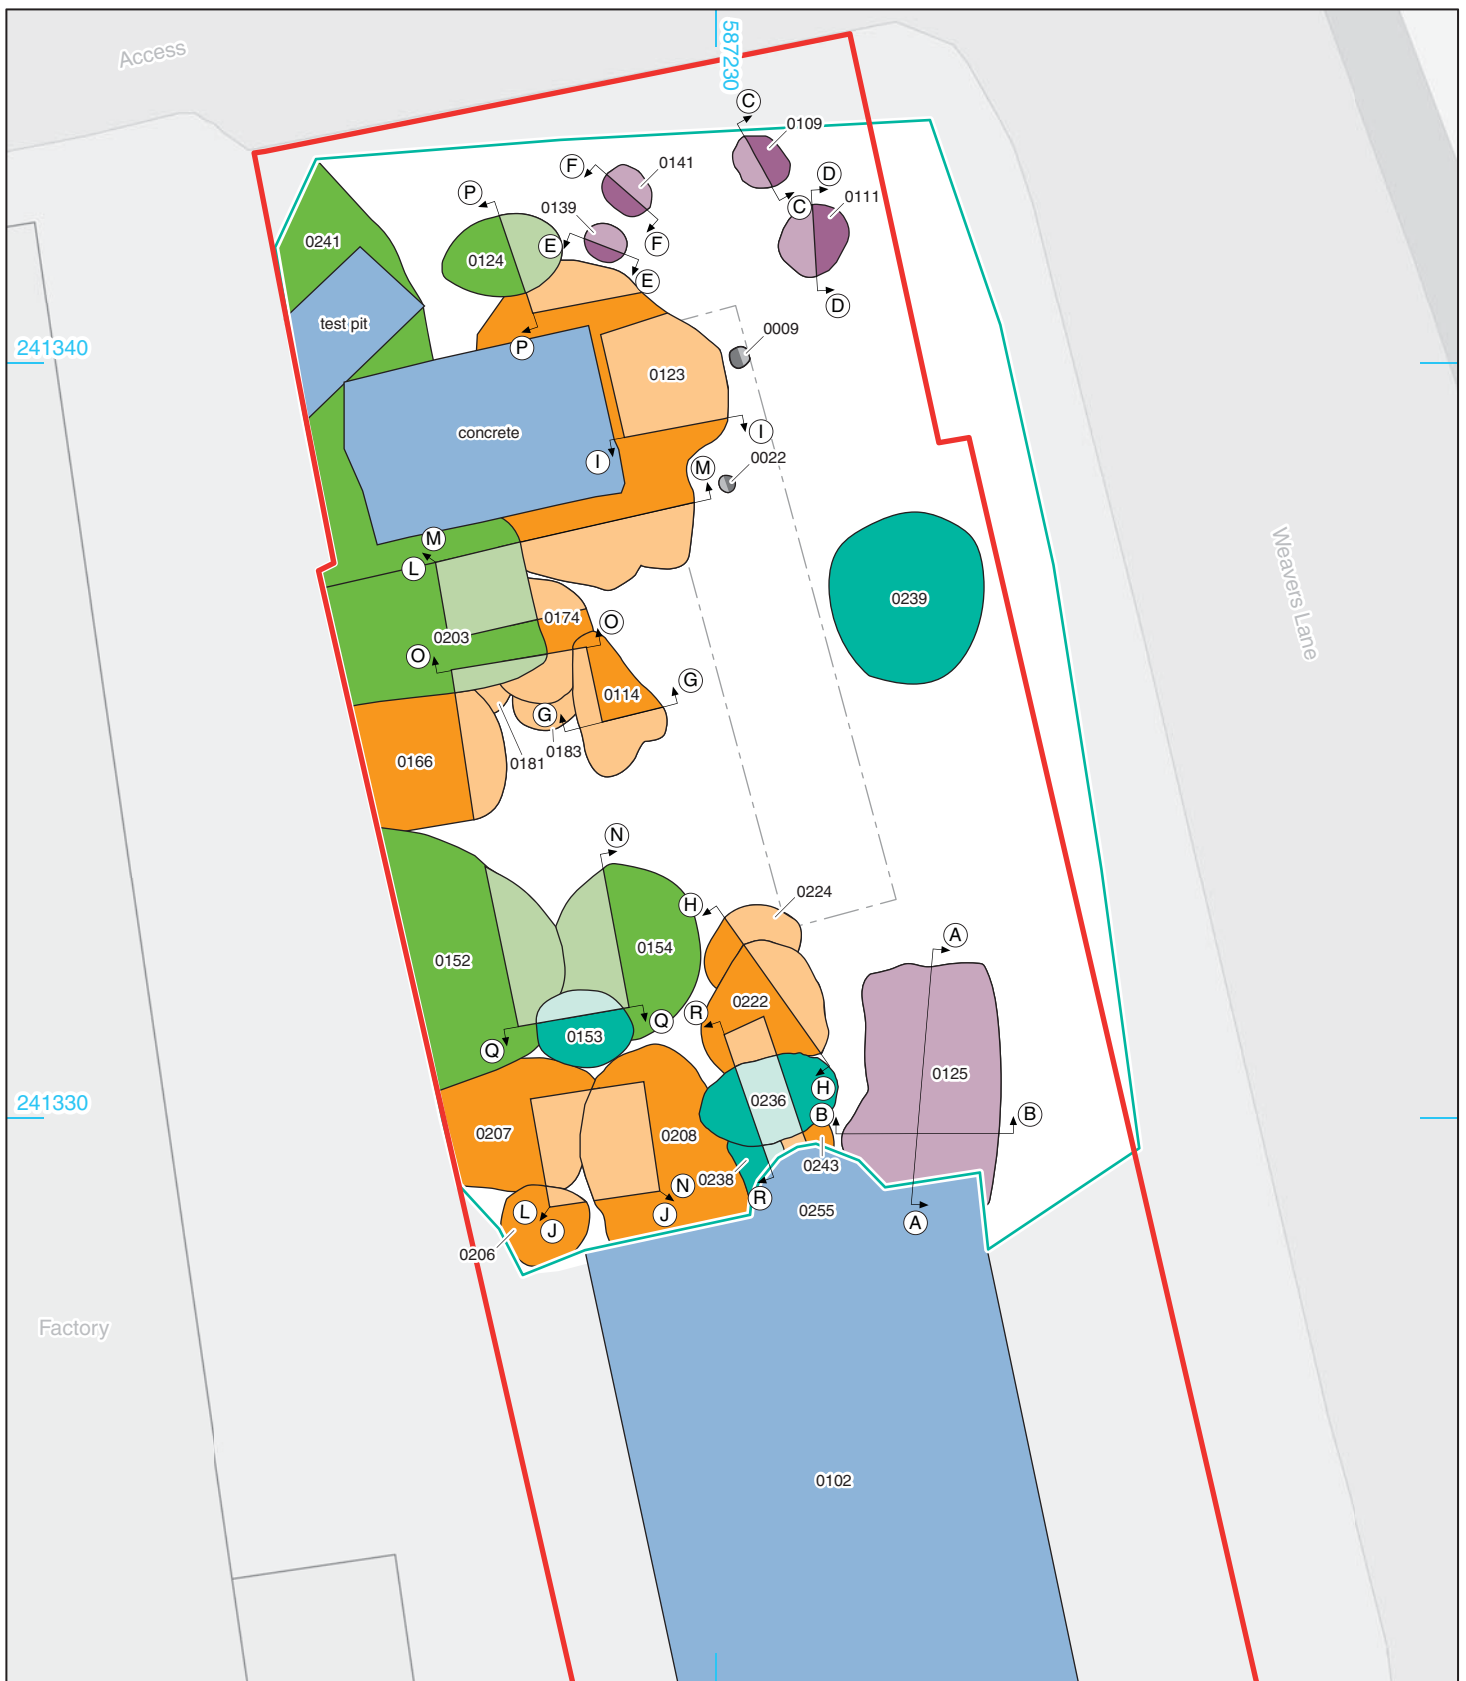 Access
587230
C
0109
F
0141
D
P
C
0111
0139
0241
E
F
0124
E
D
test pit
0009
241340
P
0123
concrete
I
I
0022
M
M
L
0239
Weavers Lane
0174
O
0203
O
G
0114
G
0183
0166
0181
N
0224
H
A
0154
0152
0222
R
Q
0153
Q
0125
H
0236
241330
B
B
0207
0208
0243
0238
N
R
L
J
0255
J
A
0206
Factory
0102